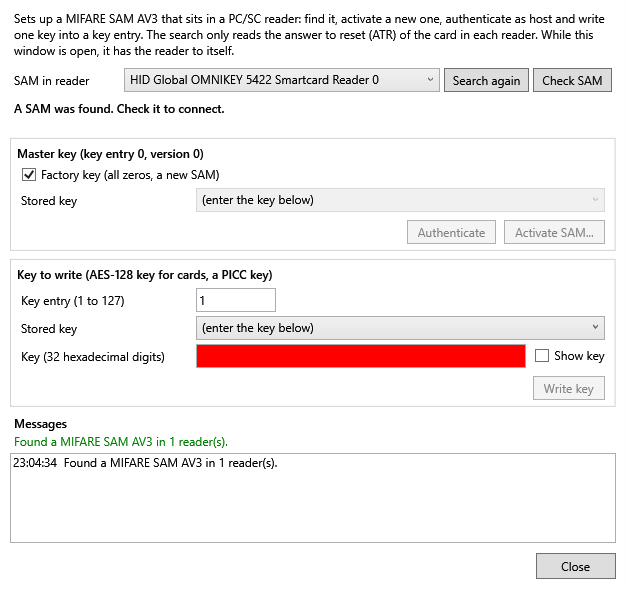 Sets up a MIFARE SAM AV3 that sits in a PC/SC reader: find it, activate a new one, authenticate as host and write
one key into a key entry. The search only reads the answer to reset (ATR) of the card in each reader. While this
window is open, it has the reader to itself.
SAM in reader HID Global OMNIKEY 5422 Smartcard Reader 0 Search again Check SAM
A SAM was found. Check it to connect.
Master key (key entry 0, version 0)
Factory key (all zeros, a new SAM)
Stored key (enter the key below)
Authenticate Activate SAM...
Key to write (AES-128 key for cards, a PICC key)
Key entry (1 to 127) 1
Stored key (enter the key below)
Key (32 hexadecimal digits) Show key
Write key
Messages
Found a MIFARE SAM AV3 in 1 reader(s).
23:04:34 Found a MIFARE SAM AV3 in 1 reader(s).
Close